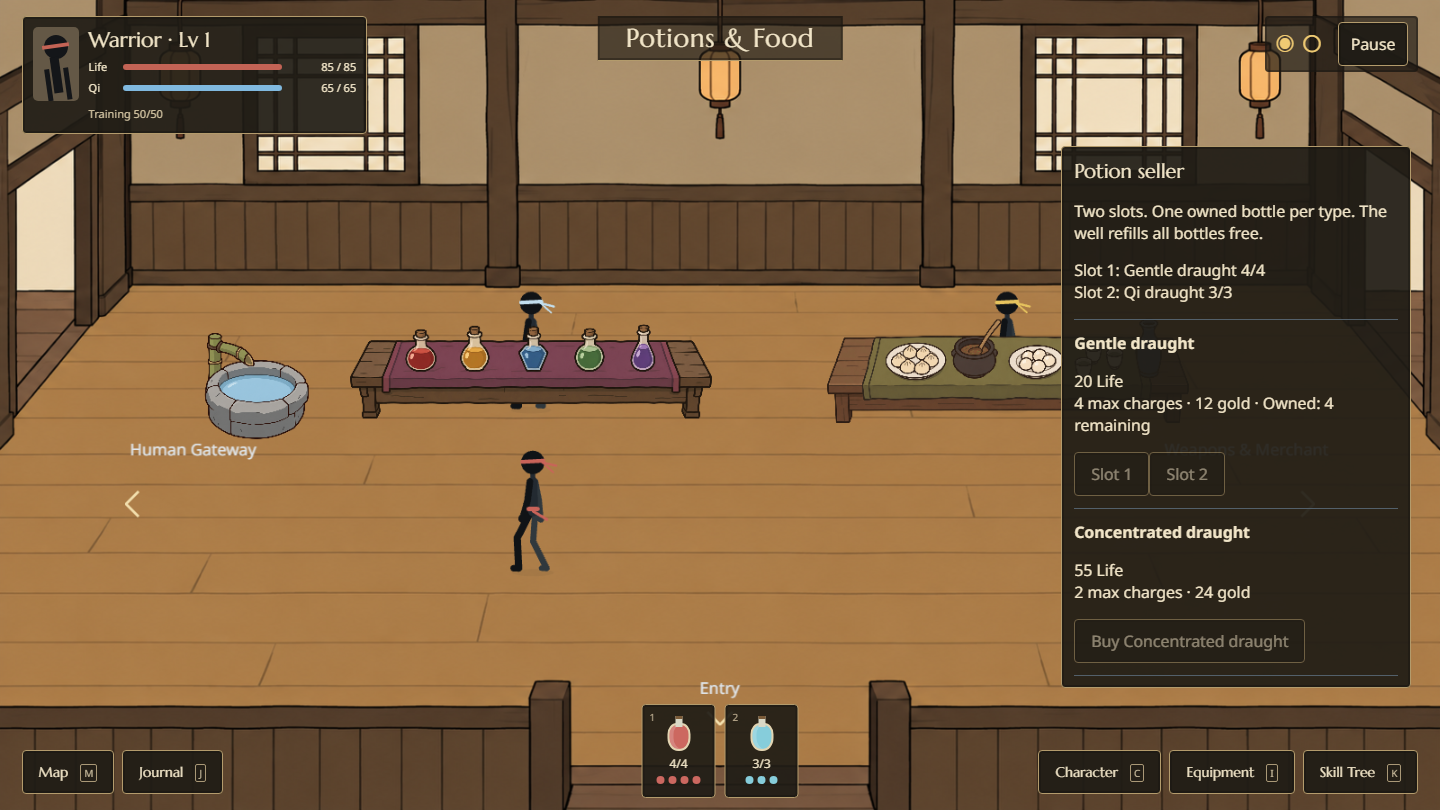 Warrior · Lv 1
Life 85 / 85
Qi 65 / 65
Training 50/50
Potions & Food
Pause
Potion seller
Two slots. One owned bottle per type. The
well refills all bottles free.
Slot 1: Gentle draught 4/4
Slot 2: Qi draught 3/3
Gentle draught
20 Life
4 max charges · 12 gold · Owned: 4
remaining
Slot 1 Slot 2
Concentrated draught
55 Life
2 max charges · 24 gold
Buy Concentrated draught
Human Gateway
Weapons & Merchant
Entry
1 2
4/4 3/3
Map M
Journal J
Character C
Equipment I
Skill Tree K